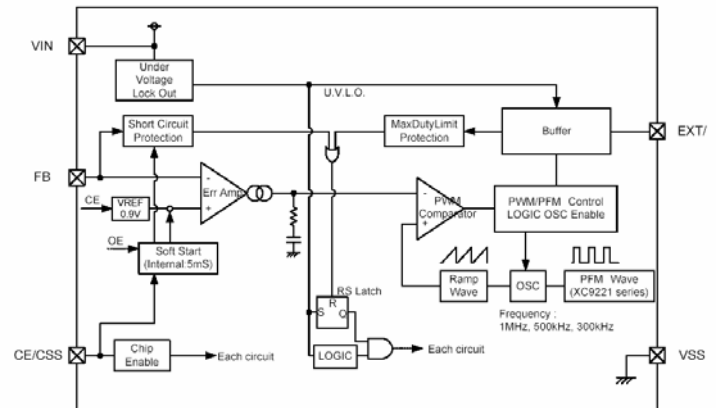 VIN
Under
Voltage
Lock Out
U.V.L.O.
Short Circuit
Protection
MaxDutyLimit
Protection
Buffer
EXT/
FB
CE
VREF
0.9V
-
+
Err Amp
OE
Soft Start
(Internal:5mS)
-
+
PWM
Comparator
PWM/PFM Control
LOGIC OSC Enable
Ramp
Wave
OSC
PFM Wave
(XC9221 series)
Frequency :
1MHz, 500kHz, 300kHz
RS Latch
R
S
Q
LOGIC
Each circuit
CE/CSS
Chip
Enable
Each circuit
VSS